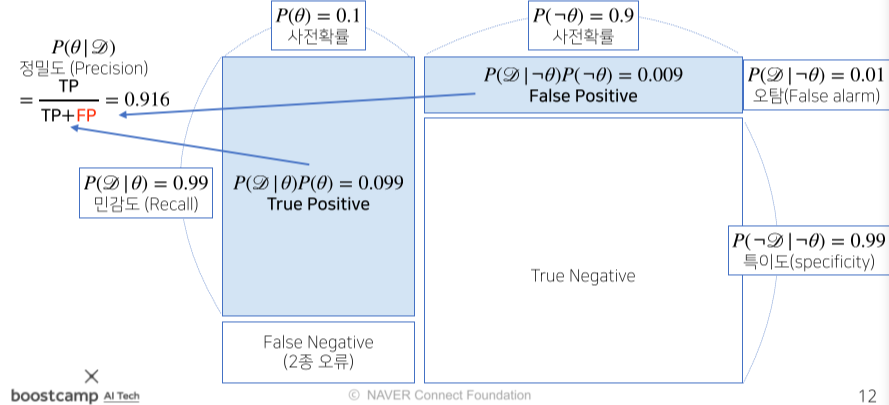 P(θ) = 0.1
사전확률
P(¬θ) = 0.9
사전확률
P(θ|𝒟)
정밀도 (Precision)
= TP / TP+FP = 0.916
P(𝒟|¬θ)P(¬θ) = 0.009
False Positive
P(𝒟|¬θ) = 0.01
오탐(False alarm)
P(𝒟|θ) = 0.99
민감도 (Recall)
P(𝒟|θ)P(θ) = 0.099
True Positive
P(¬𝒟|¬θ) = 0.99
특이도(specificity)
True Negative
False Negative
(2종 오류)
boostcamp AI Tech
ⓒ NAVER Connect Foundation
12